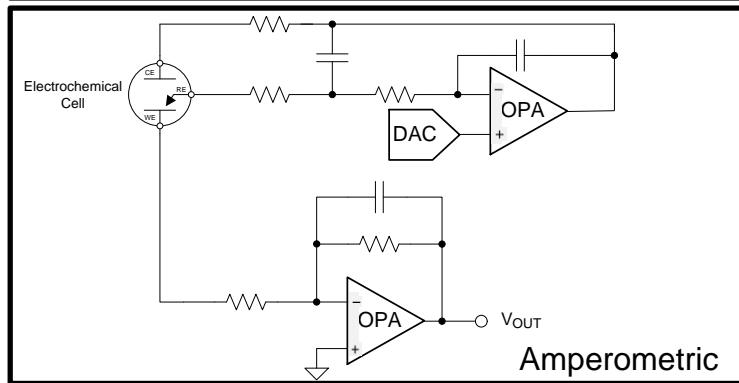 CE
Electrochemical
Cell
RE
WE
OPA
DAC
−
+
OPA
−
+
VOUT
Amperometric